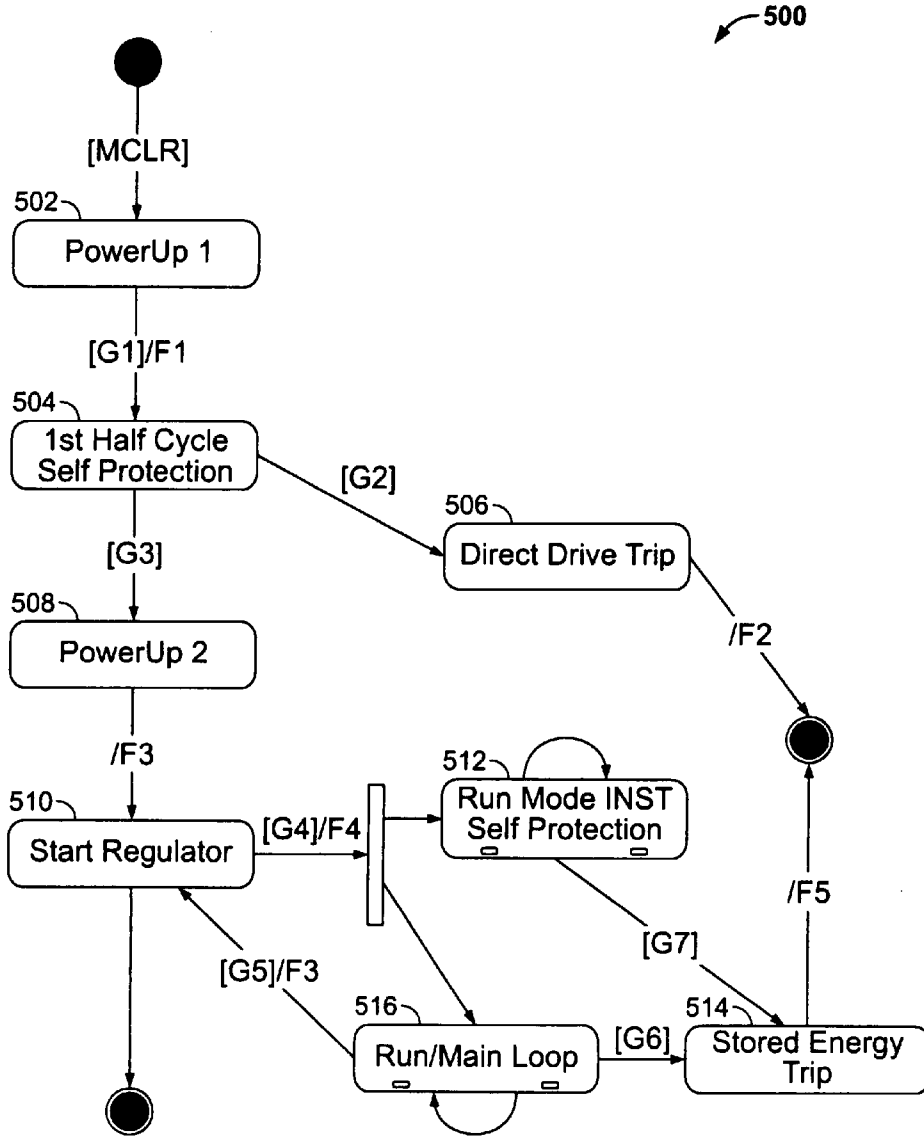 500
[MCLR]
502
PowerUp 1
[G1]/F1
504
1st Half Cycle
Self Protection
[G2]
506
Direct Drive Trip
[G3]
508
PowerUp 2
/F2
/F3
512
Run Mode INST
Self Protection
510
Start Regulator
[G4]/F4
/F5
[G7]
[G5]/F3
516
Run/Main Loop
[G6]
514
Stored Energy
Trip